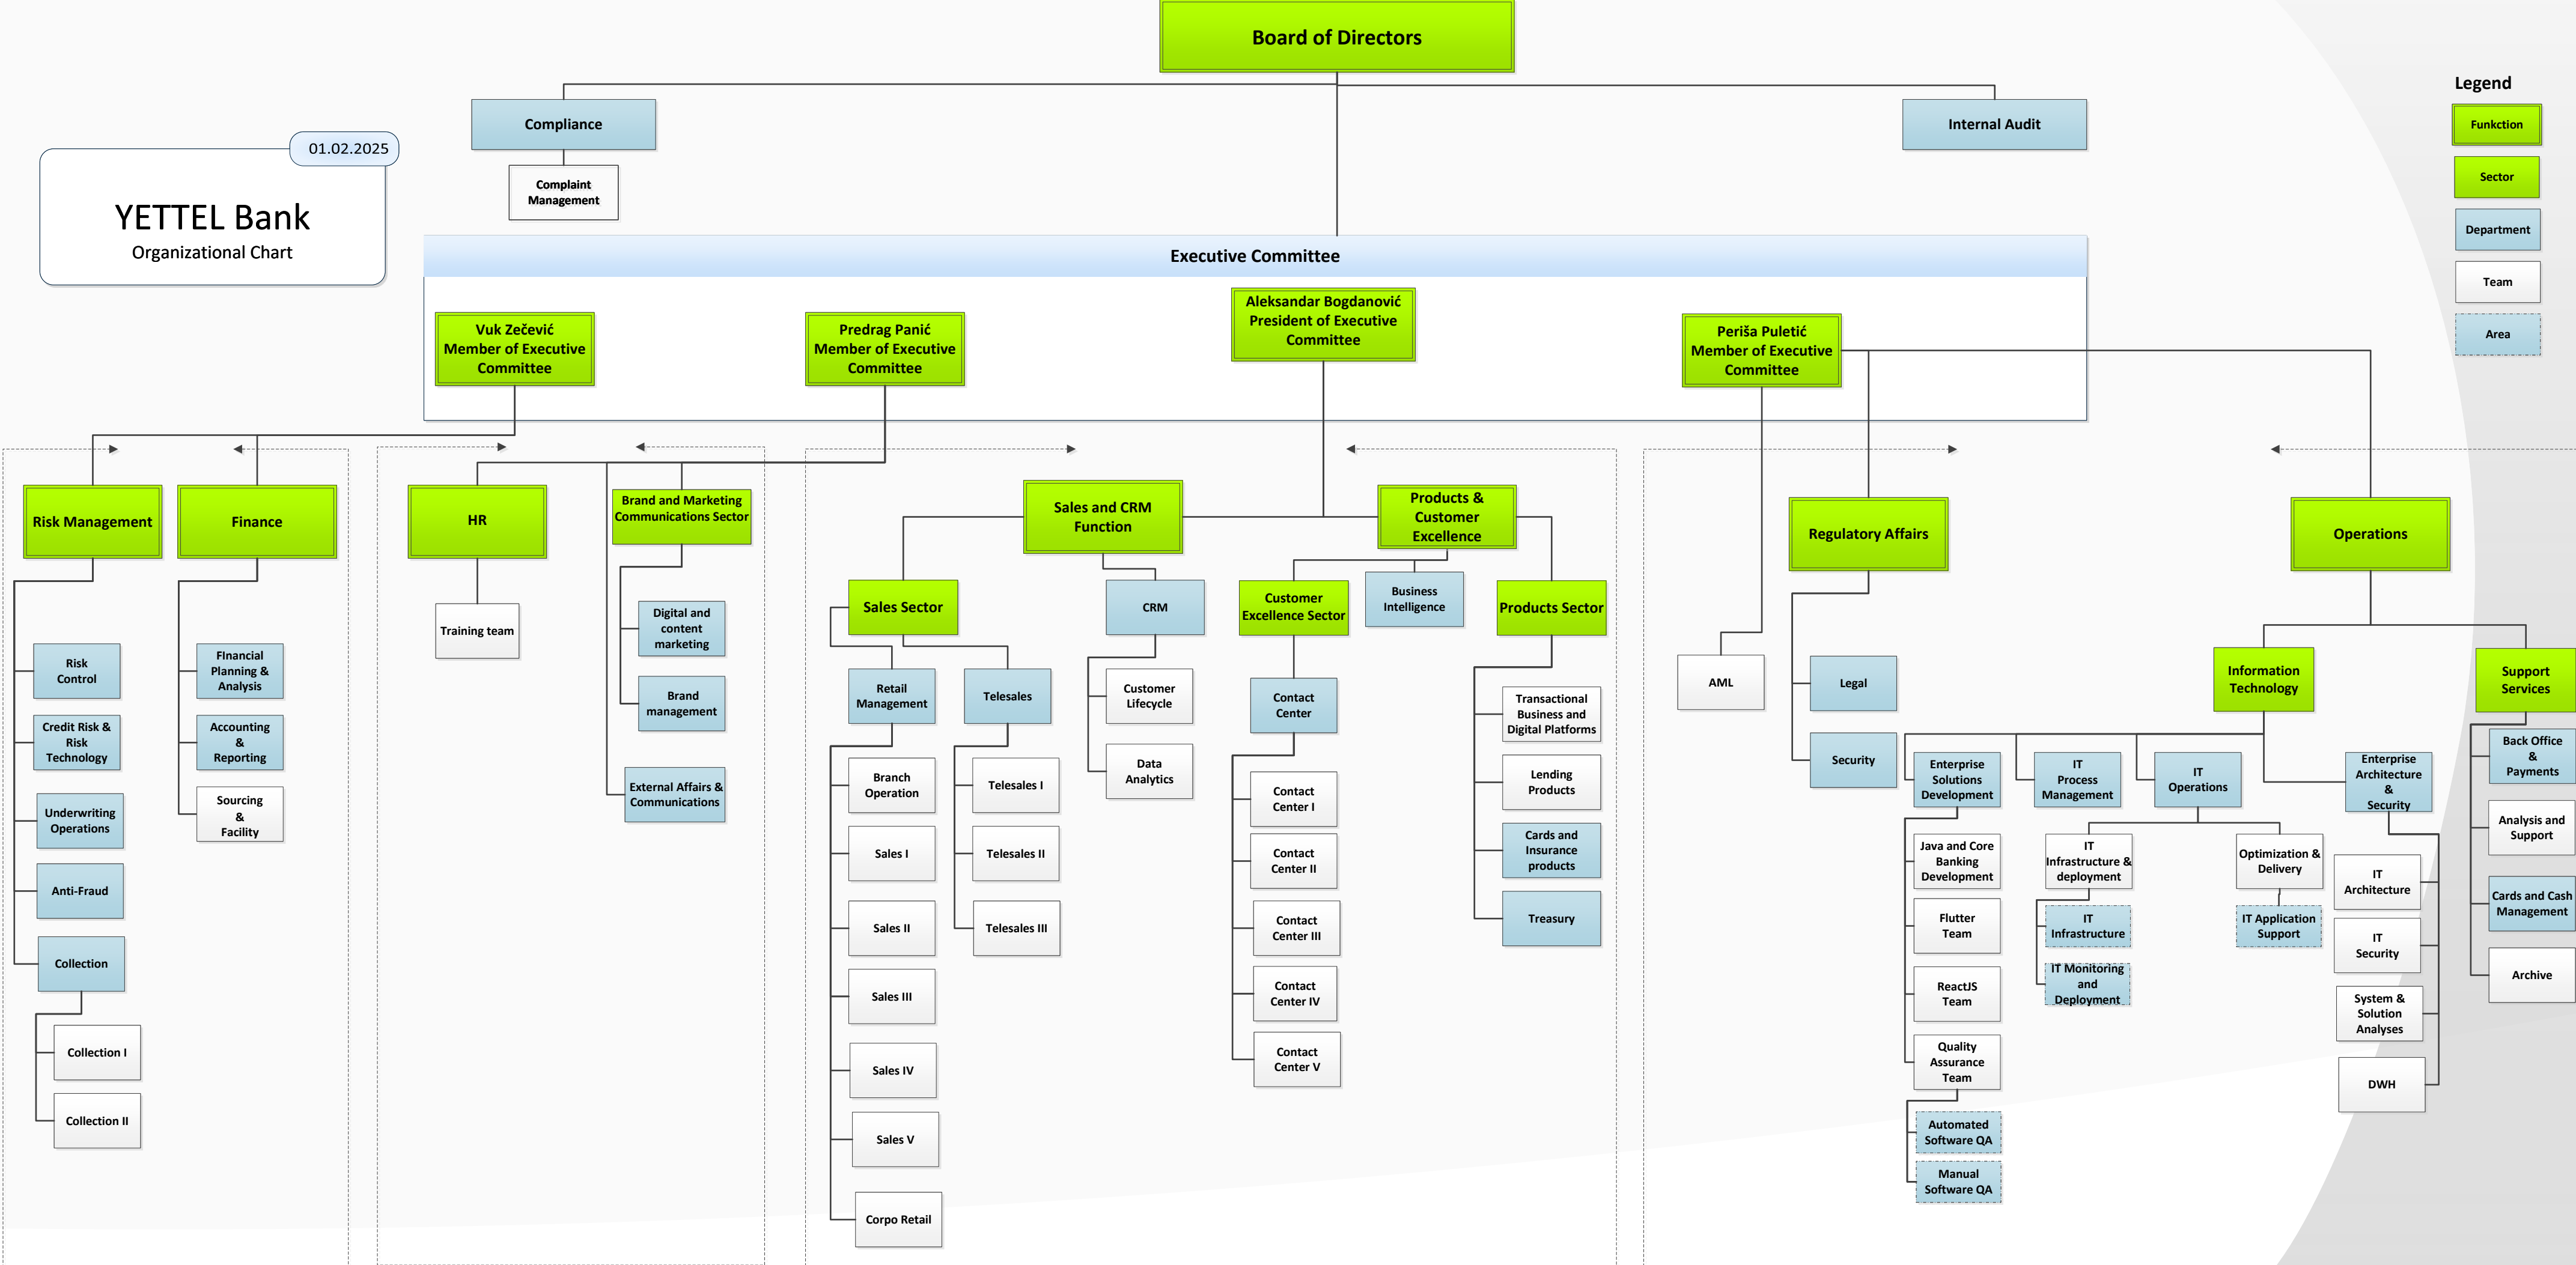 Board of Directors
Legend
Compliance
Internal Audit
Funkction
01.02.2025
Complaint
Management
Sector
YETTEL Bank
Organizational Chart
Department
Executive Committee
Team
Area
Vuk Zečević
Member of Executive
Committee
Predrag Panić
Member of Executive
Committee
Aleksandar Bogdanović
President of Executive
Committee
Periša Puletić
Member of Executive
Committee
Risk Management
Finance
HR
Brand and Marketing
Communications Sector
Sales and CRM
Function
Products &
Customer
Excellence
Regulatory Affairs
Operations
Risk
Control
Credit Risk &
Risk
Technology
Underwriting
Operations
Anti-Fraud
Collection
Collection I
Collection II
FInancial
Planning &
Analysis
Accounting
&
Reporting
Sourcing
&
Facility
Training team
Digital and
content
marketing
Brand
management
External Affairs &
Communications
Sales Sector
Retail
Management
Branch
Operation
Sales I
Sales II
Sales III
Sales IV
Sales V
Corpo Retail
Telesales
Telesales I
Telesales II
Telesales III
CRM
Customer
Lifecycle
Data
Analytics
Customer
Excellence Sector
Contact
Center
Contact
Center I
Contact
Center II
Contact
Center III
Contact
Center IV
Contact
Center V
Business
Intelligence
Products Sector
Transactional
Business and
Digital Platforms
Lending
Products
Cards and
Insurance
products
Treasury
AML
Legal
Security
Information
Technology
Enterprise
Solutions
Development
Java and Core
Banking
Development
Flutter
Team
ReactJS
Team
Quality
Assurance
Team
Automated
Software QA
Manual
Software QA
IT
Process
Management
IT
Operations
IT
Infrastructure &
deployment
IT
Infrastructure
IT Monitoring
and
Deployment
Optimization &
Delivery
IT Application
Support
Enterprise
Architecture
&
Security
IT
Architecture
IT
Security
System &
Solution
Analyses
DWH
Support
Services
Back Office
&
Payments
Analysis and
Support
Cards and Cash
Management
Archive